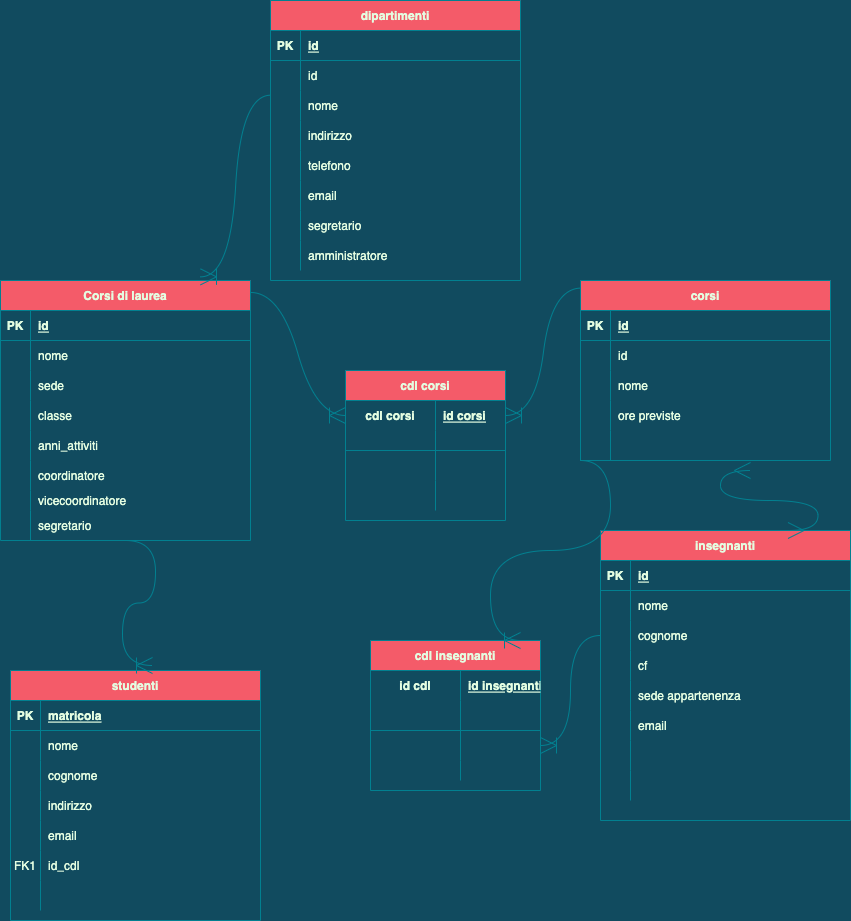 dipartimenti
PK id
id
nome
indirizzo
telefono
email
segretario
amministratore
Corsi di laurea
PK id
nome
sede
classe
anni_attiviti
coordinatore
vicecoordinatore
segretario
cdl corsi
cdl corsi id corsi
corsi
PK id
id
nome
ore previste
insegnanti
PK id
nome
cognome
cf
sede appartenenza
email
cdl insegnanti
id cdl id insegnanti
studenti
PK matricola
nome
cognome
indirizzo
email
FK1 id_cdl